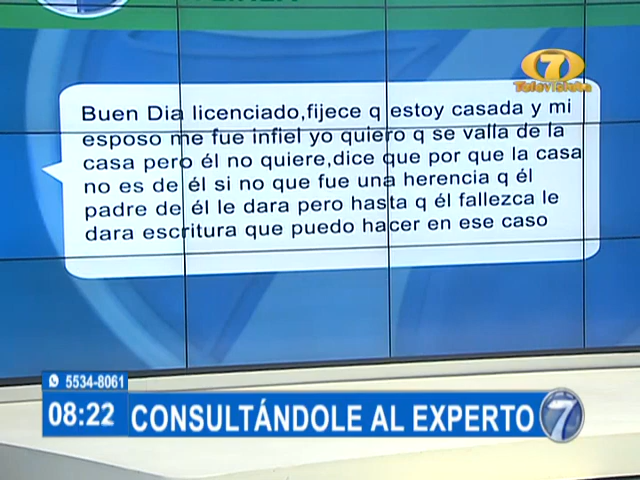 7
Televisiete
Buen Dia licenciado,fijece q estoy casada y mi
esposo me fue infiel yo quiero q se valla de la
casa pero él no quiere,dice que por que la casa
no es de él si no que fue una herencia q él
padre de él le dara pero hasta q él fallezca le
dara escritura que puedo hacer en ese caso
5534-8061
08:22 CONSULTÁNDOLE AL EXPERTO 7